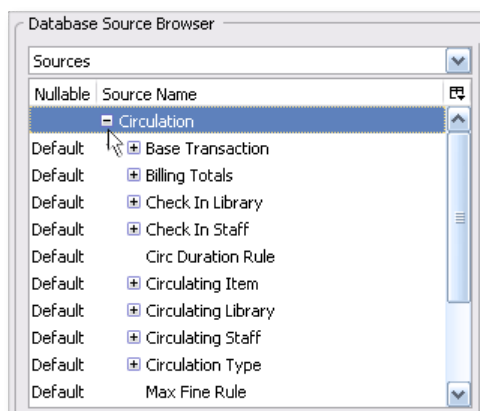 Database Source Browser
Sources
Nullable Source Name
Circulation
Default Base Transaction
Default Billing Totals
Default Check In Library
Default Check In Staff
Default Circ Duration Rule
Default Circulating Item
Default Circulating Library
Default Circulating Staff
Default Circulation Type
Default Max Fine Rule